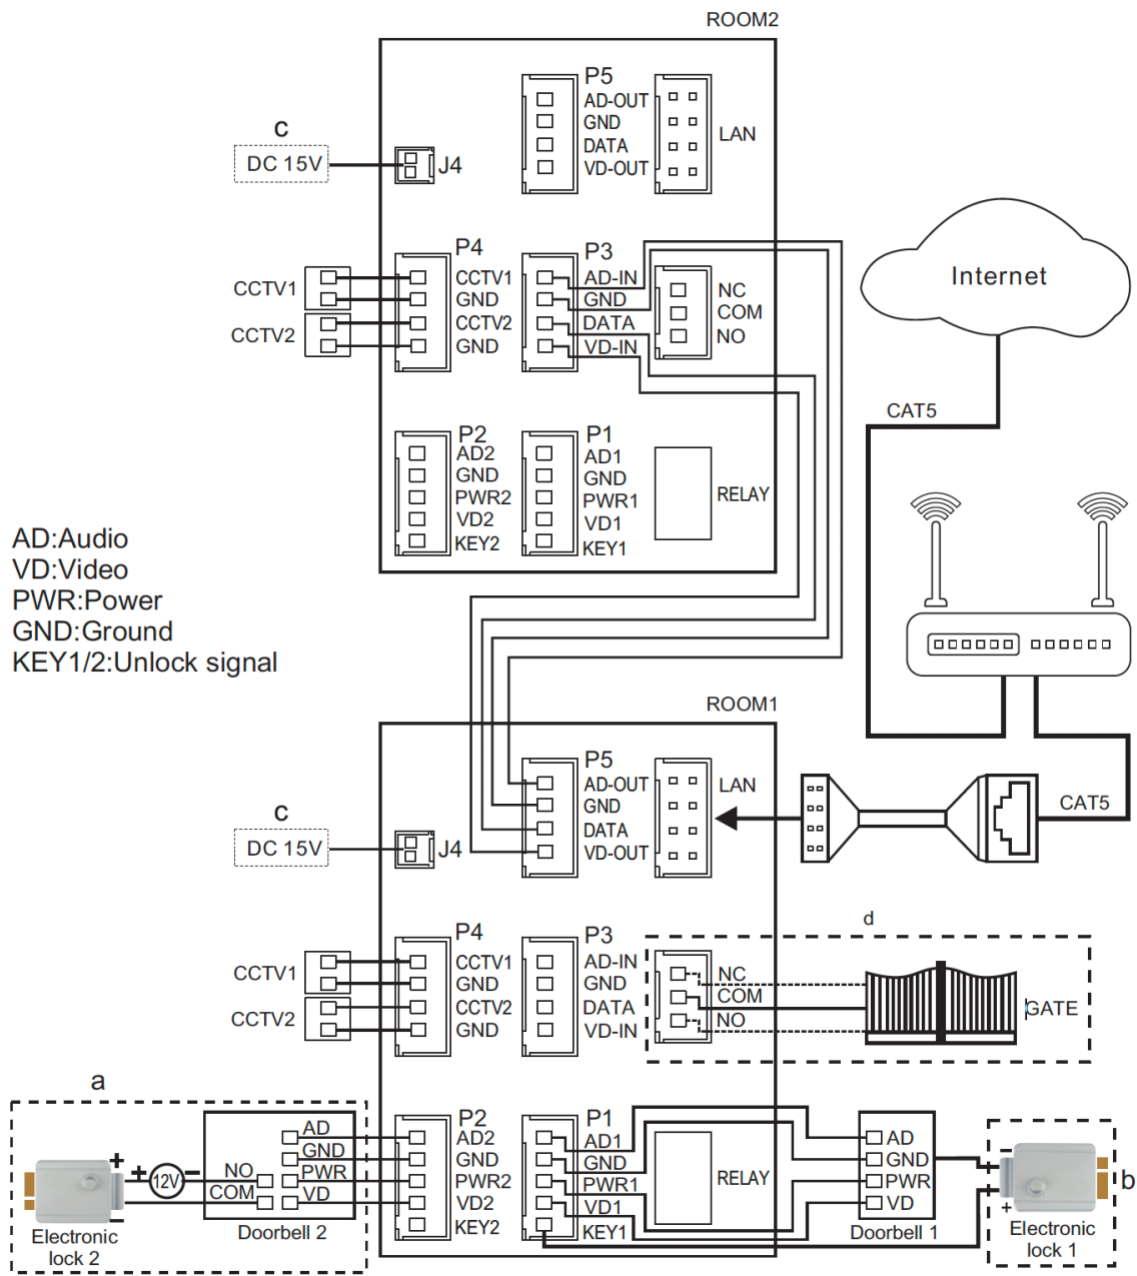 ROOM2
P5
AD-OUT
GND
DATA
VD-OUT
LAN
c
DC 15V
J4
P4
CCTV1
GND
CCTV2
GND
CCTV1
CCTV2
P3
AD-IN
GND
DATA
VD-IN
NC
COM
NO
P2
AD2
GND
PWR2
VD2
KEY2
P1
AD1
GND
PWR1
VD1
KEY1
RELAY
Internet
CAT5
AD:Audio
VD:Video
PWR:Power
GND:Ground
KEY1/2:Unlock signal
ROOM1
P5
AD-OUT
GND
DATA
VD-OUT
LAN
CAT5
c
DC 15V
J4
P4
CCTV1
GND
CCTV2
GND
CCTV1
CCTV2
P3
AD-IN
GND
DATA
VD-IN
d
NC
COM
NO
GATE
a
+
+
12V
−
−
NO
COM
AD
GND
PWR
VD
Electronic
lock 2
Doorbell 2
P2
AD2
GND
PWR2
VD2
KEY2
P1
AD1
GND
PWR1
VD1
KEY1
RELAY
AD
GND
PWR
VD
Doorbell 1
−
+
b
Electronic
lock 1